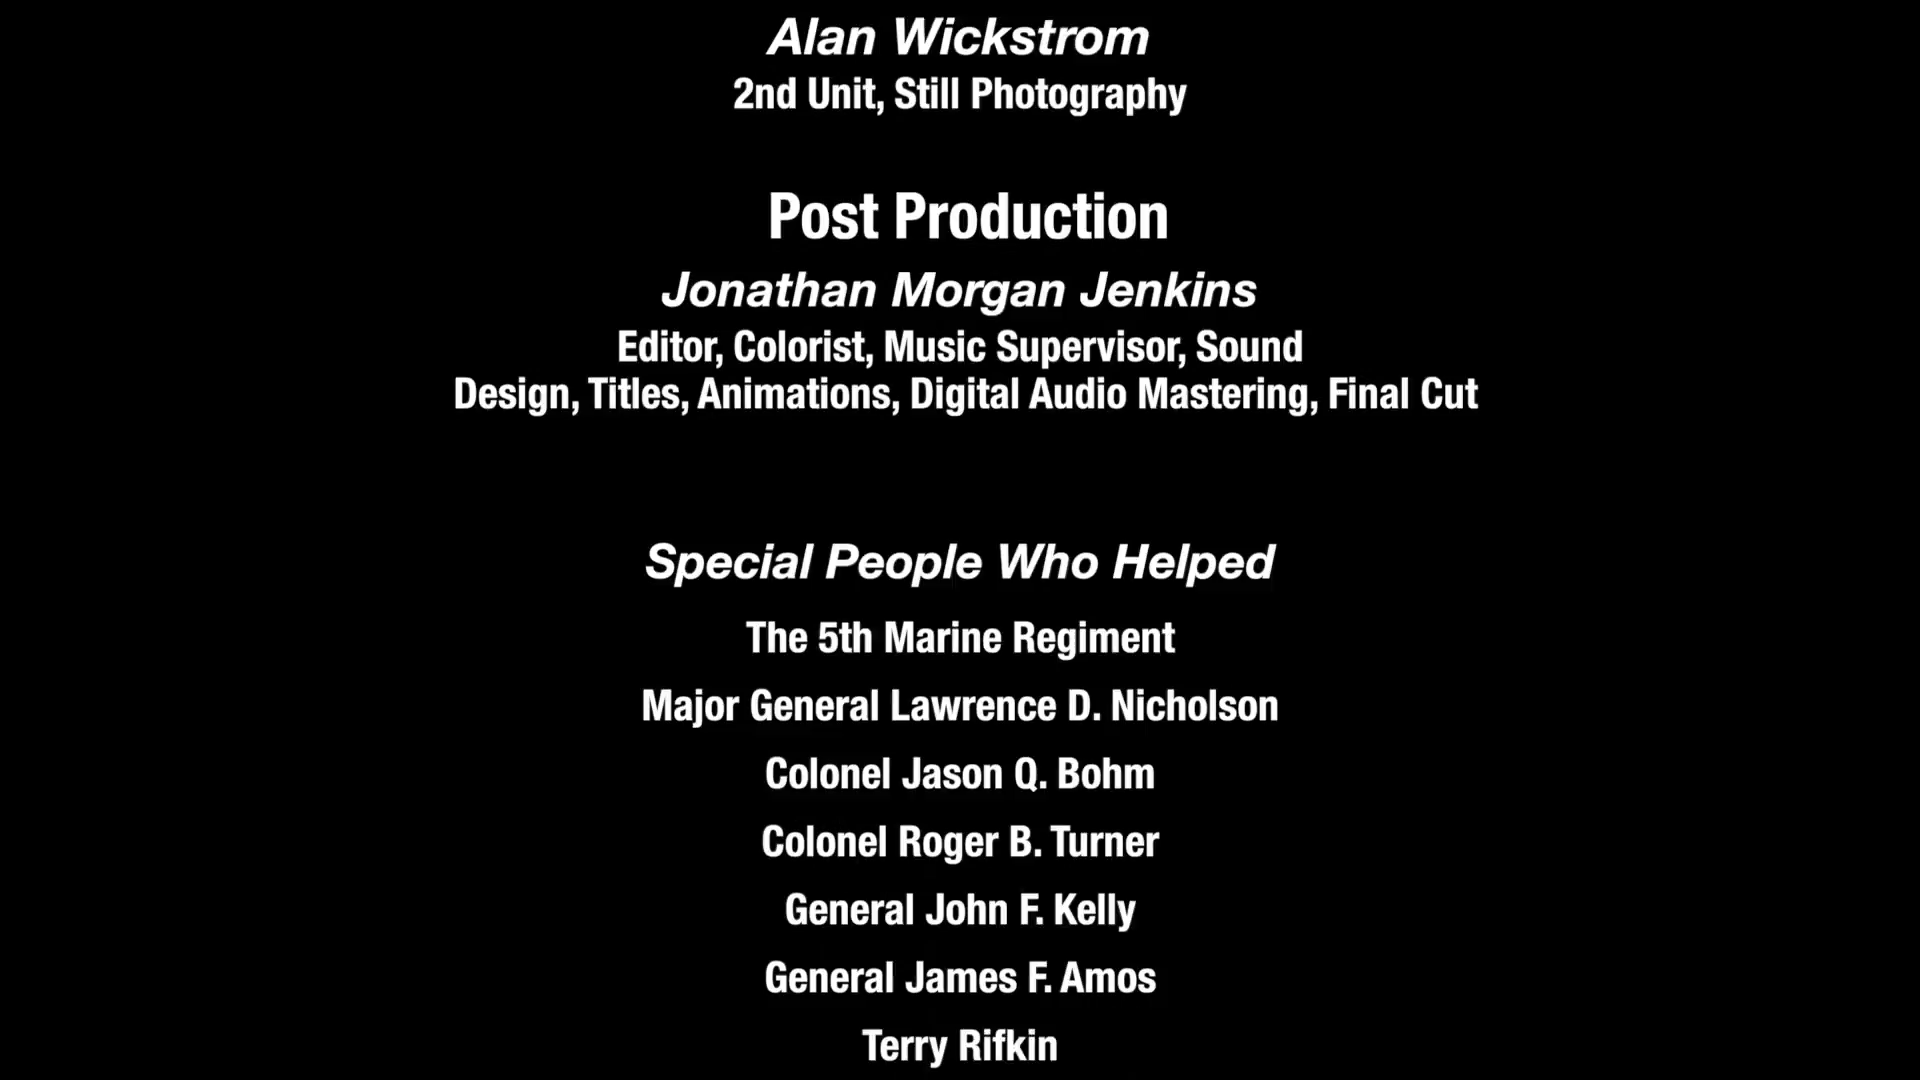 Alan Wickstrom
2nd Unit, Still Photography
Post Production
Jonathan Morgan Jenkins
Editor, Colorist, Music Supervisor, Sound
Design, Titles, Animations, Digital Audio Mastering, Final Cut
Special People Who Helped
The 5th Marine Regiment
Major General Lawrence D. Nicholson
Colonel Jason Q. Bohm
Colonel Roger B. Turner
General John F. Kelly
General James F. Amos
Terry Rifkin